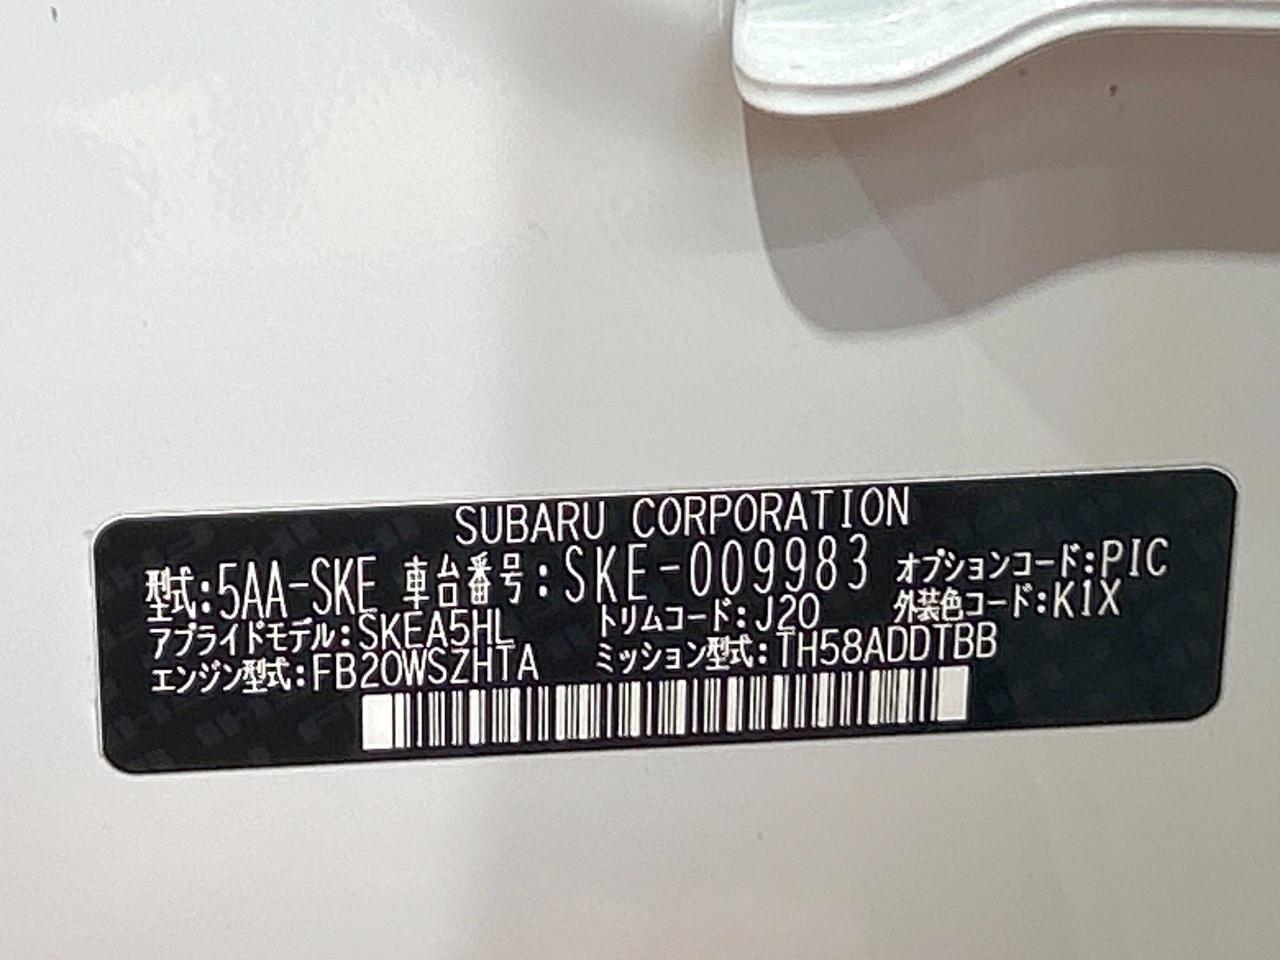 SUBARU CORPORATION
型式:5AA-SKE 車台番号:SKE-009983 オプションコード:PIC
アプライドモデル:SKEA5HL トリムコード:J20 外装色コード:K1X
エンジン型式:FB20WSZHTA ミッション型式:TH58ADDTBB